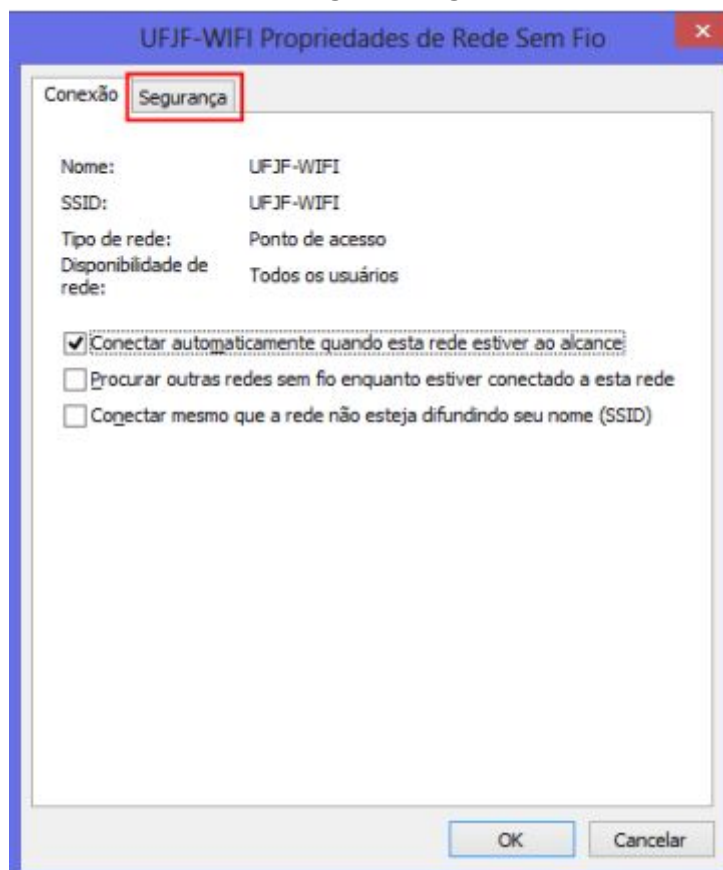 UFJF-WIFI Propriedades de Rede Sem Fio
Conexão Segurança
Nome: UFJF-WIFI
SSID: UFJF-WIFI
Tipo de rede: Ponto de acesso
Disponibilidade de rede: Todos os usuários
Conectar automaticamente quando esta rede estiver ao alcance
Procurar outras redes sem fio enquanto estiver conectado a esta rede
Conectar mesmo que a rede não esteja difundindo seu nome (SSID)
OK Cancelar